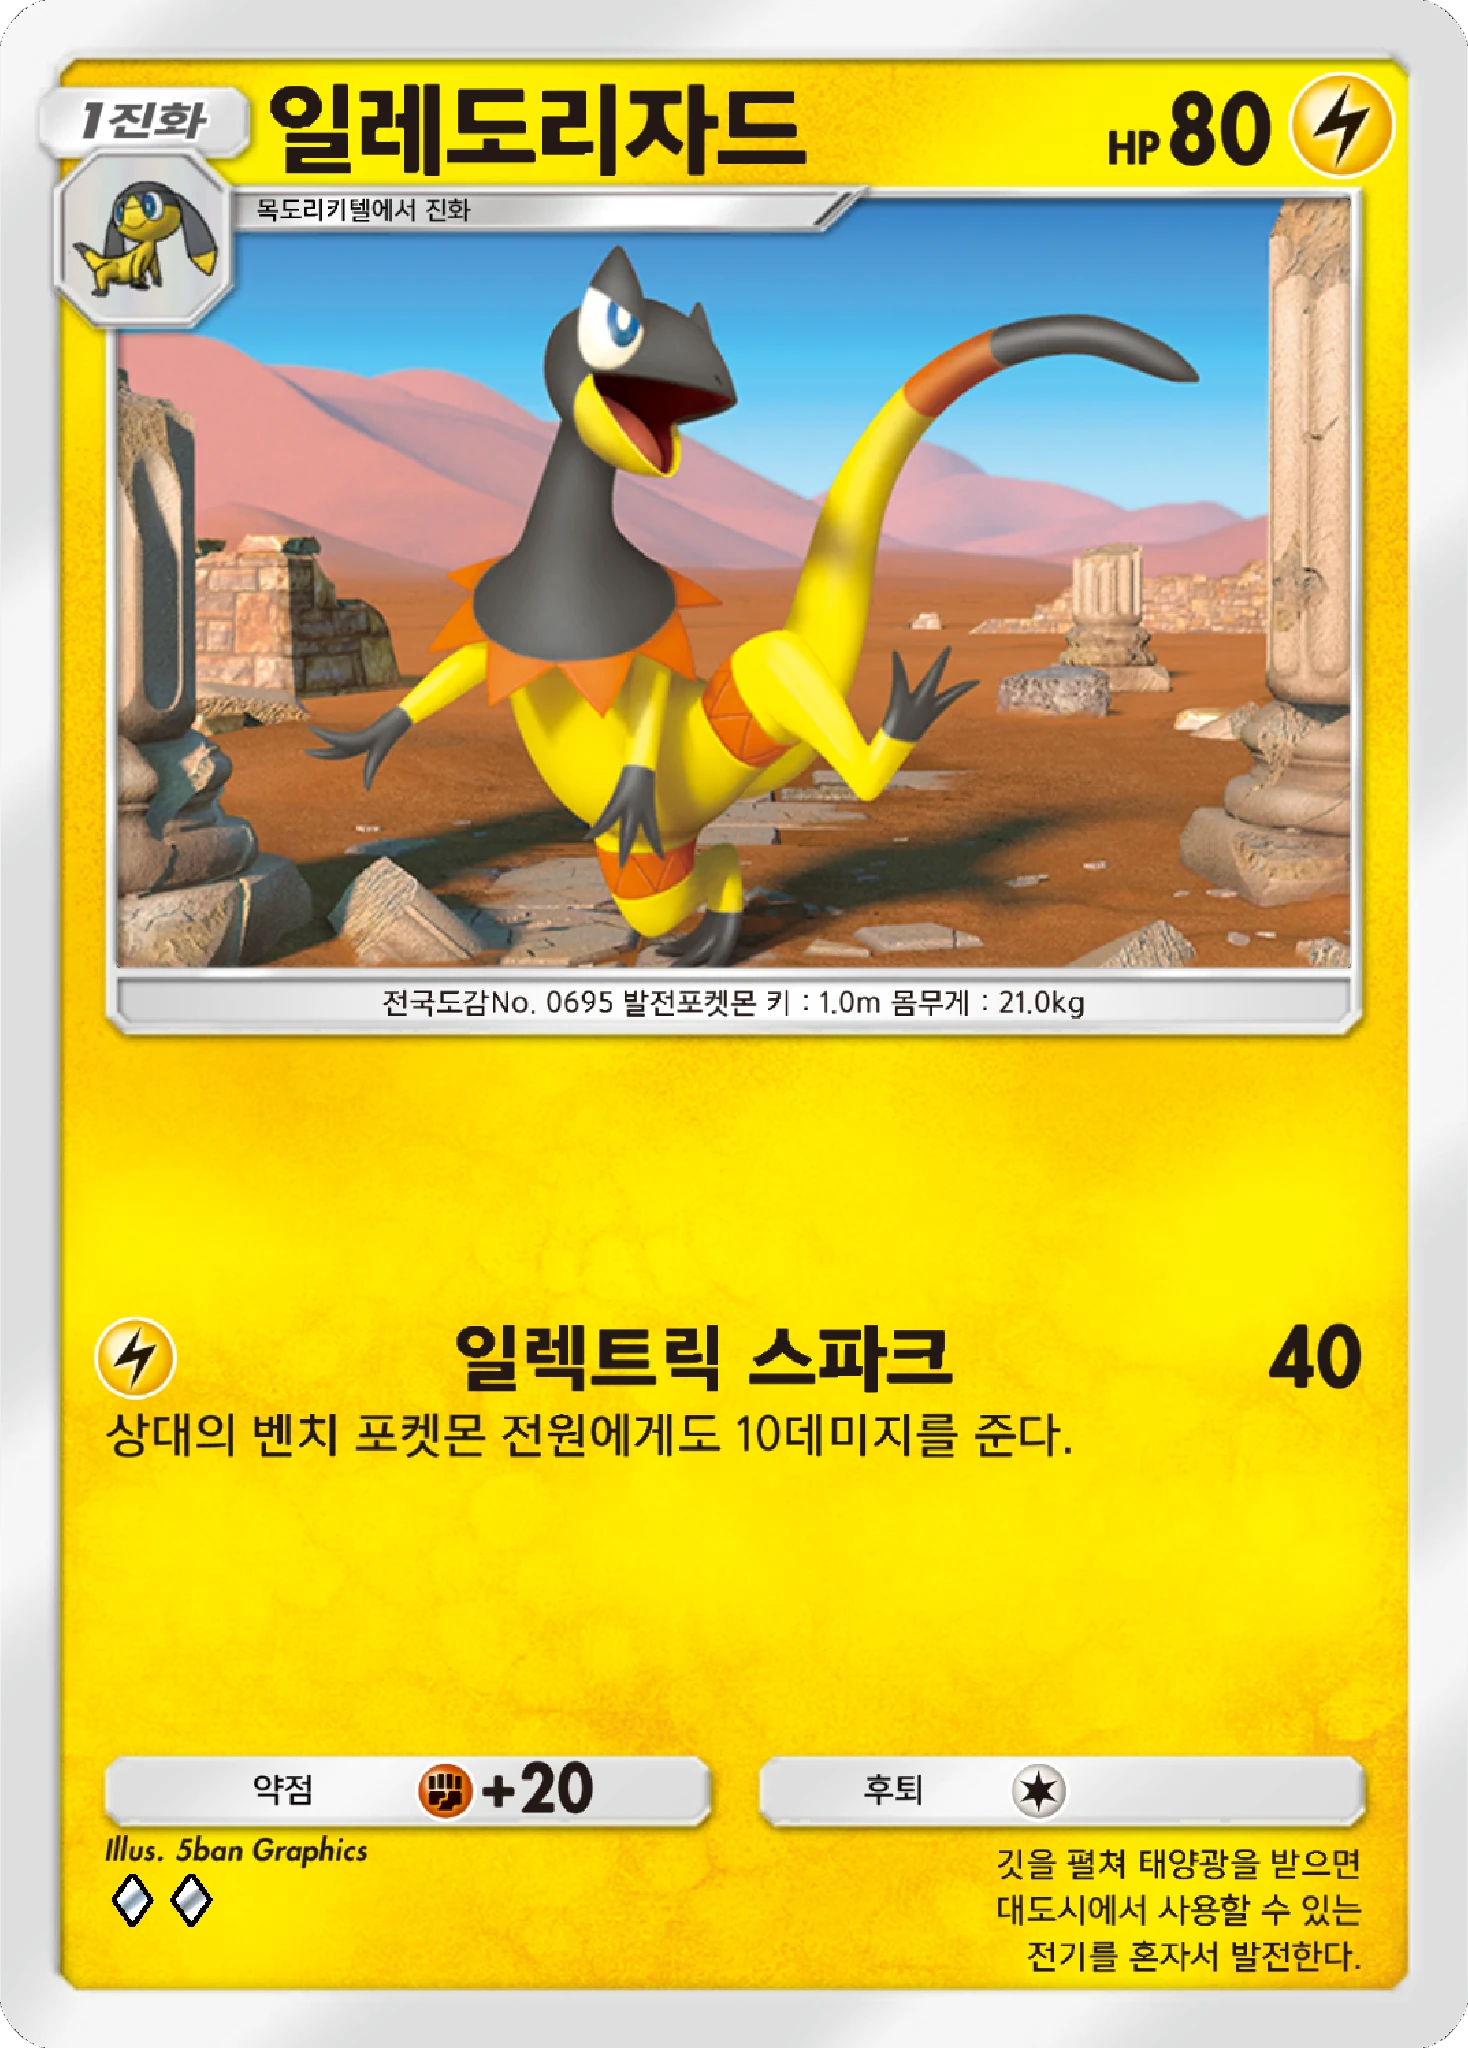 1진화
일레도리자드
HP 80
목도리키텔에서 진화
전국도감No. 0695 발전포켓몬 키 : 1.0m 몸무게 : 21.0kg
일렉트릭 스파크 40
상대의 벤치 포켓몬 전원에게도 10데미지를 준다.
약점 +20
후퇴
Illus. 5ban Graphics
깃을 펼쳐 태양광을 받으면
대도시에서 사용할 수 있는
전기를 혼자서 발전한다.